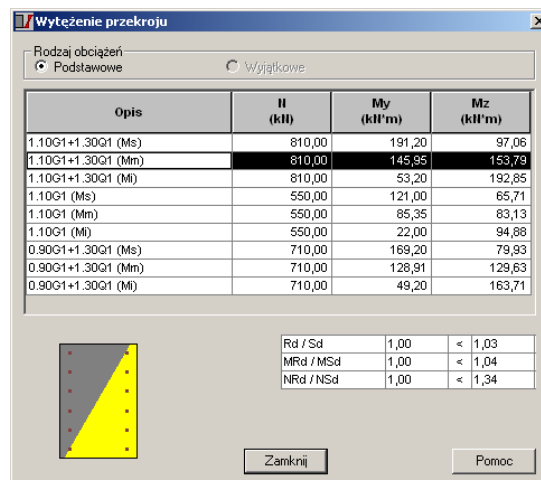 Wytężenie przekroju
Rodzaj obciążeń
Podstawowe Wyjątkowe
Opis N (kN) My (kN*m) Mz (kN*m)
1.10G1+1.30Q1 (Ms) 810,00 191,20 97,06
1.10G1+1.30Q1 (Mm) 810,00 145,95 153,79
1.10G1+1.30Q1 (Mi) 810,00 53,20 192,85
1.10G1 (Ms) 550,00 121,00 65,71
1.10G1 (Mm) 550,00 85,35 83,13
1.10G1 (Mi) 550,00 22,00 94,88
0.90G1+1.30Q1 (Ms) 710,00 169,20 79,93
0.90G1+1.30Q1 (Mm) 710,00 128,91 129,63
0.90G1+1.30Q1 (Mi) 710,00 49,20 163,71
Rd / Sd 1,00 < 1,03
MRd / MSd 1,00 < 1,04
NRd / NSd 1,00 < 1,34
Zamknij Pomoc